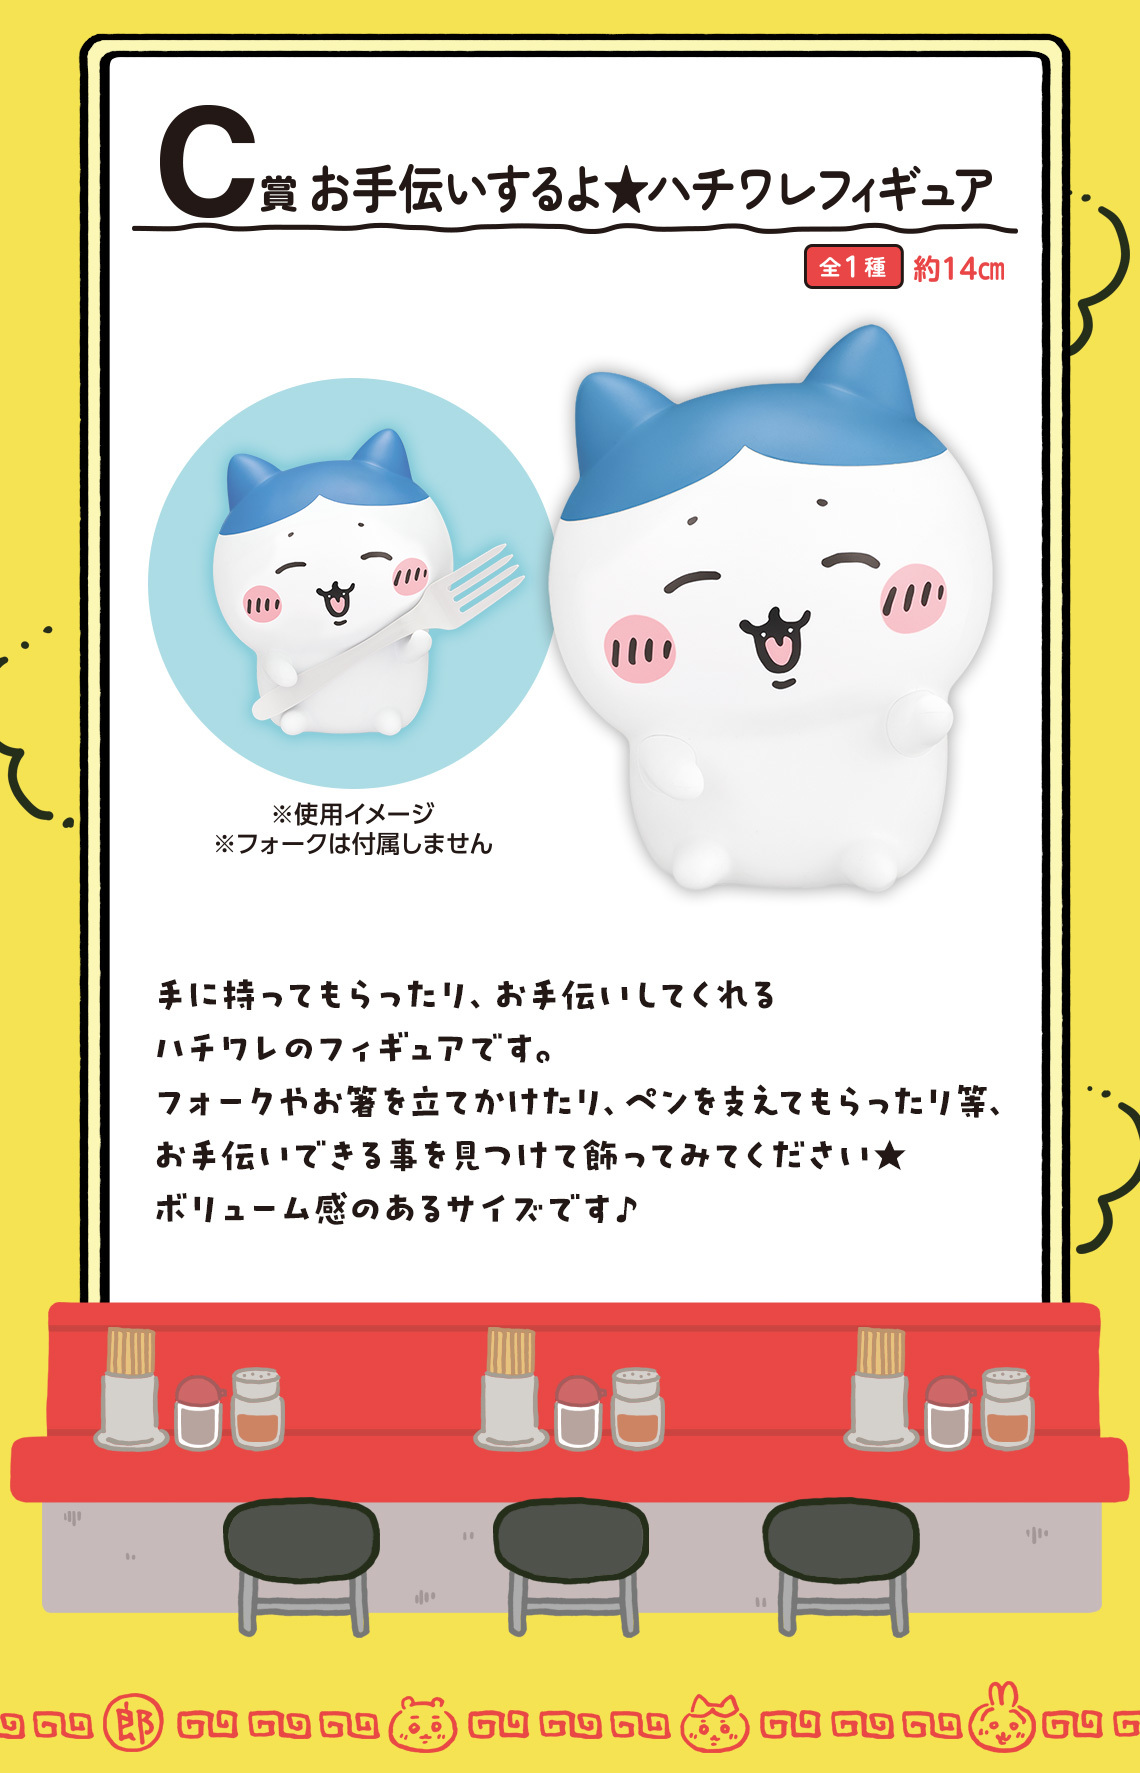 C賞 お手伝いするよ★ハチワレフィギュア
全1種 約14cm
※使用イメージ
※フォークは付属しません
手に持ってもらったり、お手伝いしてくれる
ハチワレのフィギュアです。
フォークやお箸を立てかけたり、ペンを支えてもらったり等、
お手伝いできる事を見つけて飾ってみてください★
ボリューム感のあるサイズです♪
郎